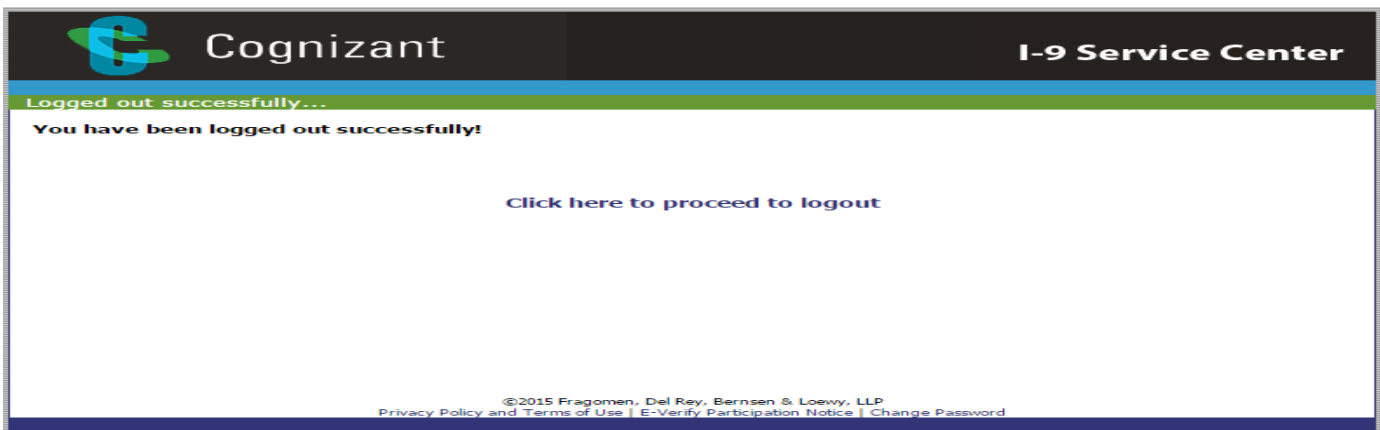 Cognizant
I-9 Service Center
Logged out successfully...
You have been logged out successfully!
Click here to proceed to logout
©2015 Fragomen, Del Rey, Bernsen & Loewy, LLP
Privacy Policy and Terms of Use | E-Verify Participation Notice | Change Password